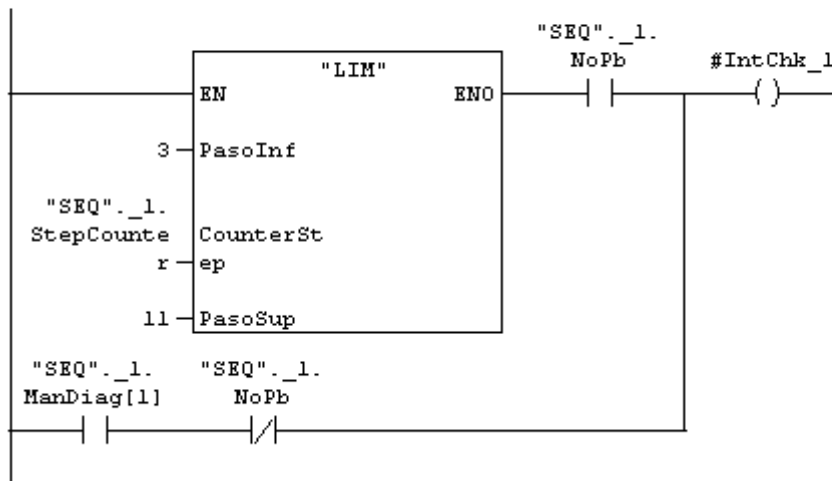 "SEQ"._1.
NoPb
#IntChk_1
"LIM"
EN
ENO
3
PasoInf
"SEQ"._1.
StepCounte
r
CounterSt
ep
11
PasoSup
"SEQ"._1.
ManDiag[1]
"SEQ"._1.
NoPb